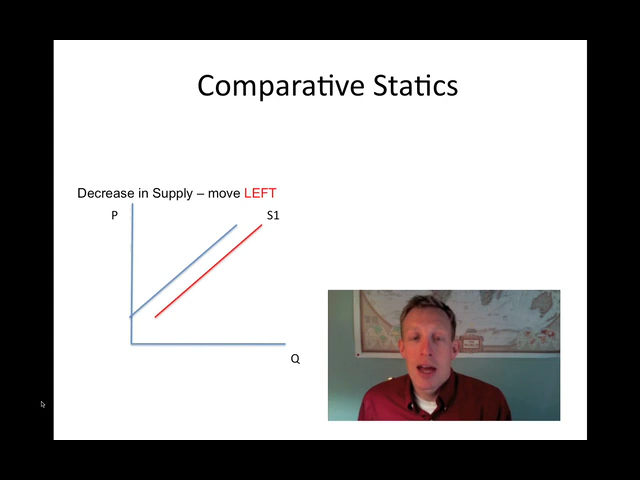 Comparative Statics
Decrease in Supply – move LEFT
P
S1
Q